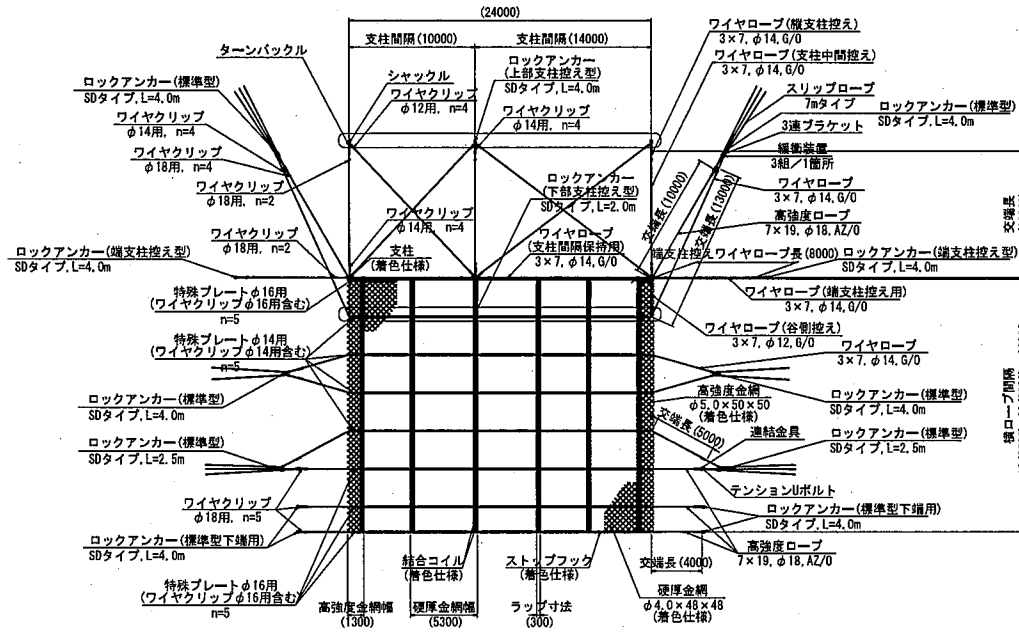 (24000)
支柱間隔(10000)
支柱間隔(14000)
ターンバックル
ロックアンカー(標準型)
SDタイプ, L=4.0m
ワイヤクリップ
φ14用, n=4
ワイヤクリップ
φ18用, n=4
ワイヤクリップ
φ18用, n=2
ワイヤクリップ
φ18用, n=2
シャックル
ワイヤクリップ
φ12用, n=4
ロックアンカー
(上部支柱控え型)
SDタイプ, L=4.0m
ワイヤクリップ
φ14用, n=4
ワイヤクリップ
φ14用, n=4
支柱
(着色仕様)
ロックアンカー
(下部支柱控え型)
SDタイプ, L=2.0m
ワイヤロープ
(支柱間隔保持用)
3×7, φ14, G/O
ワイヤロープ(縦支柱控え)
3×7, φ14, G/O
ワイヤロープ(支柱中間控え)
3×7, φ14, G/O
スリップロープ
7mタイプ
ロックアンカー(標準型)
SDタイプ, L=4.0m
3連ブラケット
緩衝装置
3組/1箇所
ワイヤロープ
3×7, φ14, G/O
高強度ロープ
7×19, φ18, AZ/O
交端長(10000)
交端長(13000)
交端長
端支柱控えワイヤロープ長(8000)
ロックアンカー(端支柱控え型)
SDタイプ, L=4.0m
ロックアンカー(端支柱控え型)
SDタイプ, L=4.0m
ワイヤロープ(端支柱控え用)
3×7, φ14, G/O
特殊プレートφ16用
(ワイヤクリップφ16用含む)
n=5
特殊プレートφ14用
(ワイヤクリップφ14用含む)
n=5
ワイヤロープ(谷側控え)
3×7, φ12, G/O
ワイヤロープ
3×7, φ14, G/O
ロックアンカー(標準型)
SDタイプ, L=4.0m
ロックアンカー(標準型)
SDタイプ, L=4.0m
高強度金網
φ5.0×50×50
(着色仕様)
交端長(5000)
連結金具
ロックアンカー(標準型)
SDタイプ, L=2.5m
ロックアンカー(標準型)
SDタイプ, L=2.5m
テンションUボルト
ワイヤクリップ
φ18用, n=5
ロックアンカー(標準型下端用)
SDタイプ, L=4.0m
ロックアンカー(標準型下端用)
SDタイプ, L=4.0m
高強度ロープ
7×19, φ18, AZ/O
交端長(4000)
特殊プレートφ16用
(ワイヤクリップφ16用含む)
n=5
結合コイル
(着色仕様)
ストップフック
(着色仕様)
硬厚金網
φ4.0×48×48
(着色仕様)
高強度金網幅
(1300)
硬厚金網幅
(5300)
ラップ寸法
(300)
横ロープ間隔